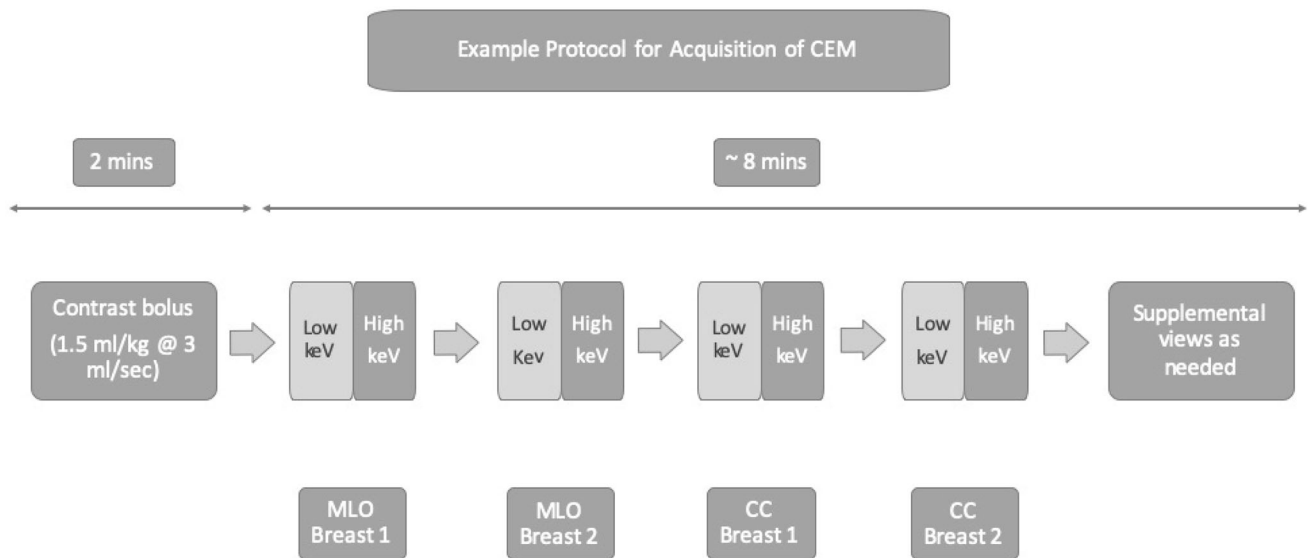 Example Protocol for Acquisition of CEM
2 mins
~ 8 mins
Contrast bolus
(1.5 ml/kg @ 3
ml/sec)
Low
keV
High
keV
Low
Kev
High
keV
Low
keV
High
keV
Low
keV
High
keV
Supplemental
views as
needed
MLO
Breast 1
MLO
Breast 2
CC
Breast 1
CC
Breast 2